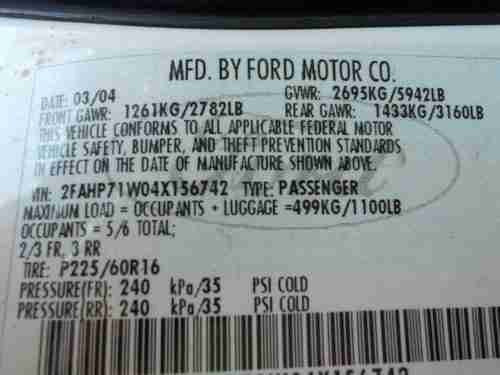 MFD. BY FORD MOTOR CO.
DATE: 03/04 GVWR: 2695KG/5942LB
FRONT GAWR: 1261KG/2782LB REAR GAWR: 1433KG/3160LB
THIS VEHICLE CONFORMS TO ALL APPLICABLE FEDERAL MOTOR
VEHICLE SAFETY, BUMPER, AND THEFT PREVENTION STANDARDS
IN EFFECT ON THE DATE OF MANUFACTURE SHOWN ABOVE.
VIN: 2FAHP71W04X156742 TYPE: PASSENGER
MAXIMUM LOAD = OCCUPANTS + LUGGAGE =499KG/1100LB
OCCUPANTS = 5/6 TOTAL;
2/3 FR, 3 RR
TIRE: P225/60R16
PRESSURE(FR): 240 kPa/35 PSI COLD
PRESSURE(RR): 240 kPa/35 PSI COLD